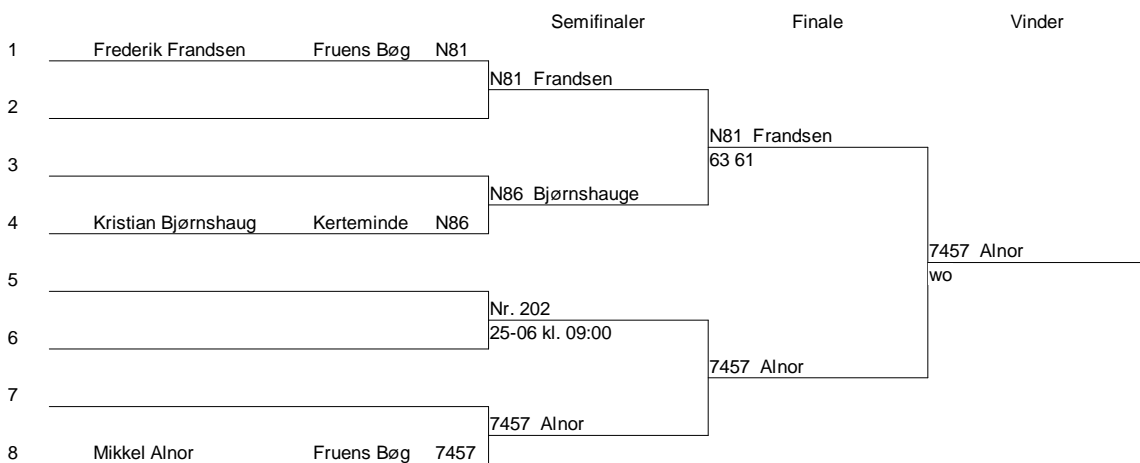 Semifinaler Finale Vinder
1 Frederik Frandsen Fruens Bøg N81
N81 Frandsen
2
N81 Frandsen
3 63 61
N86 Bjørnshauge
4 Kristian Bjørnshaug Kerteminde N86
7457 Alnor
5 wo
Nr. 202
6 25-06 kl. 09:00
7457 Alnor
7
7457 Alnor
8 Mikkel Alnor Fruens Bøg 7457